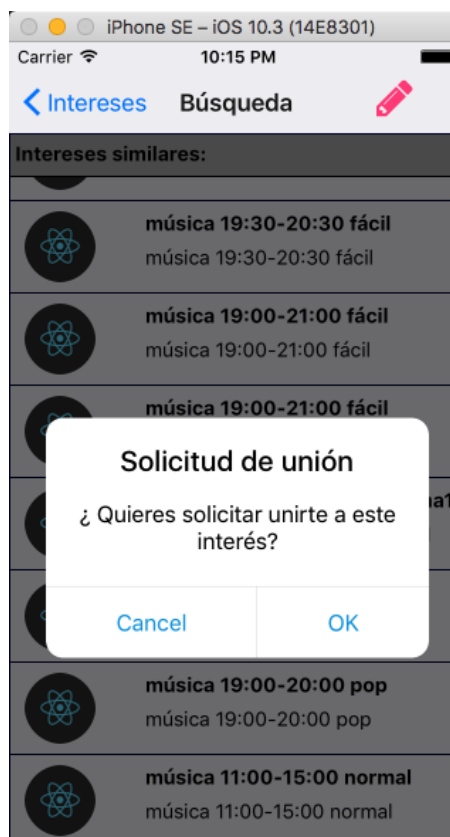 iPhone SE – iOS 10.3 (14E8301)
Carrier 10:15 PM
Intereses Búsqueda
Intereses similares:
música 19:30-20:30 fácil
música 19:30-20:30 fácil
música 19:00-21:00 fácil
música 19:00-21:00 fácil
música 19:00-21:00 fácil
Solicitud de unión
¿ Quieres solicitar unirte a este
interés?
Cancel OK
música 19:00-20:00 pop
música 19:00-20:00 pop
música 11:00-15:00 normal
música 11:00-15:00 normal